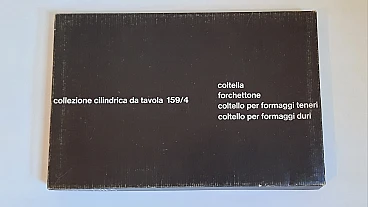 collezione cilindrica da tavola 159/4
coltella
forchettone
coltello per formaggi teneri
coltello per formaggi duri